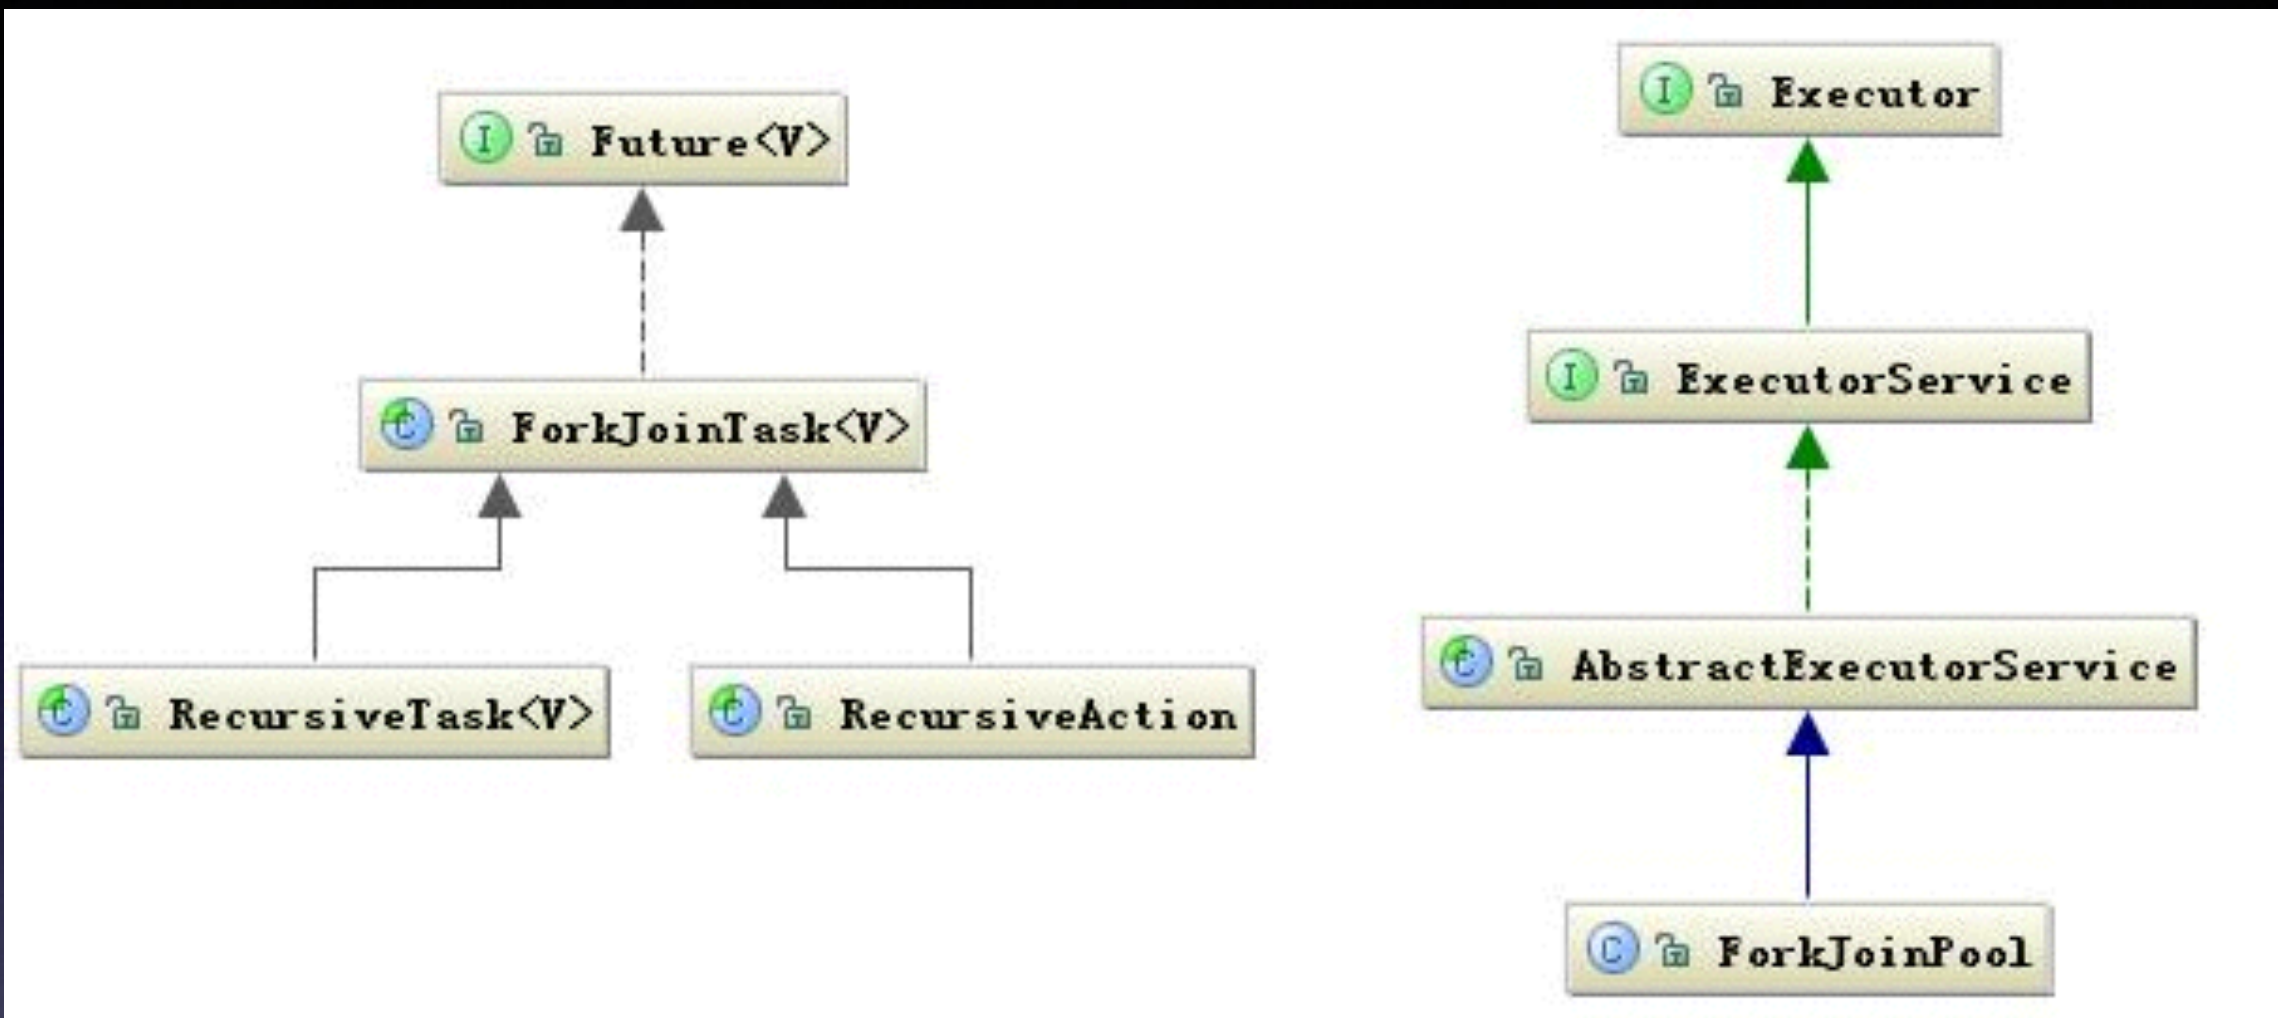 I Future<V>
C ForkJoinTask<V>
C RecursiveTask<V>
C RecursiveAction
I Executor
I ExecutorService
C AbstractExecutorService
C ForkJoinPool